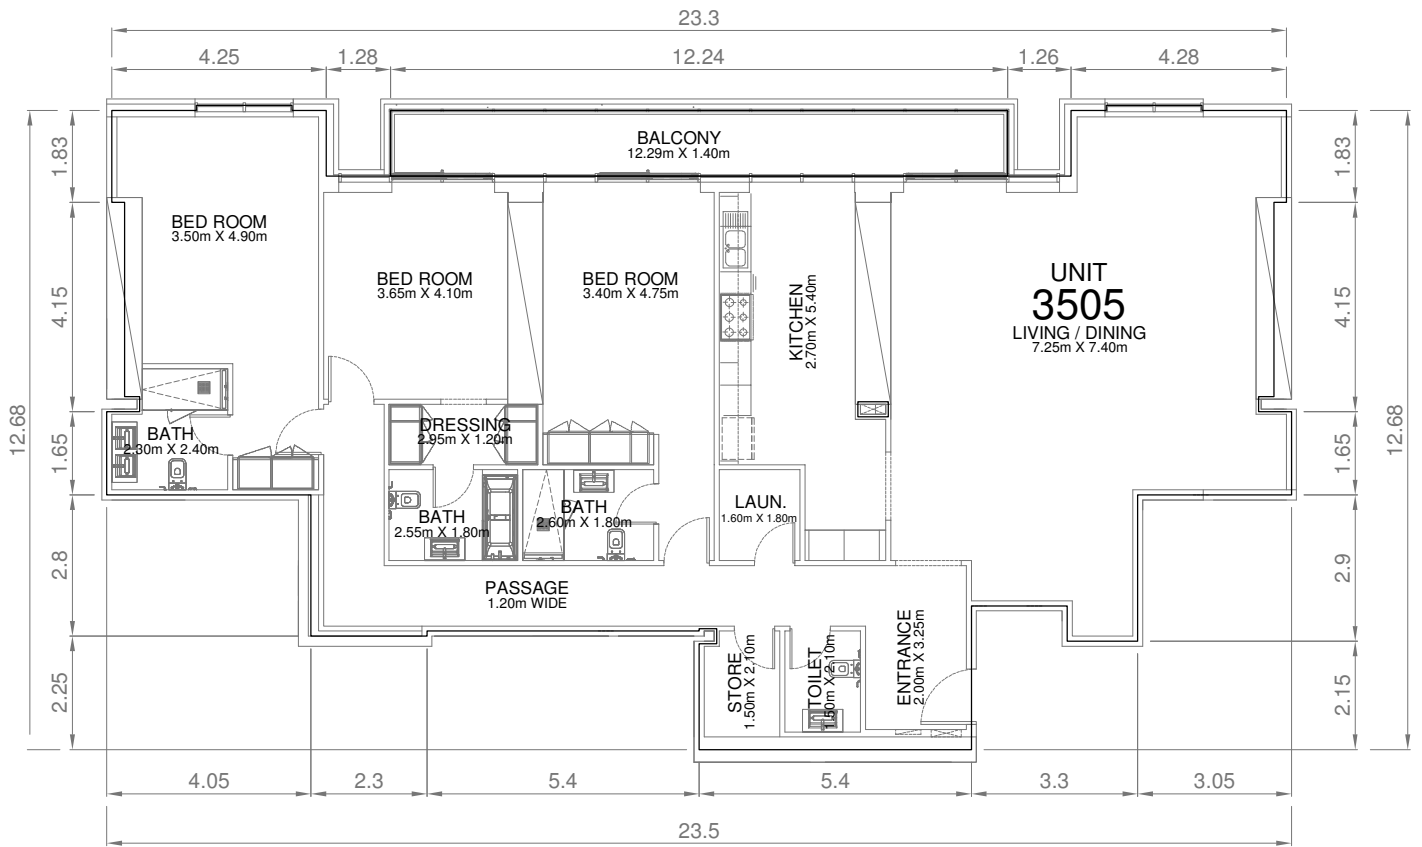 23.3
4.25
1.28
12.24
1.26
4.28
BALCONY
12.29m X 1.40m
1.83
1.83
BED ROOM
3.50m X 4.90m
BED ROOM
3.65m X 4.10m
BED ROOM
3.40m X 4.75m
KITCHEN
2.70m X 5.40m
UNIT
3505
LIVING / DINING
7.25m X 7.40m
4.15
4.15
12.68
12.68
DRESSING
2.95m X 1.20m
BATH
2.30m X 2.40m
1.65
1.65
BATH
2.55m X 1.80m
BATH
2.60m X 1.80m
LAUN.
1.60m X 1.80m
2.8
2.9
PASSAGE
1.20m WIDE
STORE
1.50m X 2.10m
TOILET
1.50m X 2.10m
ENTRANCE
2.00m X 3.25m
2.25
2.15
4.05
2.3
5.4
5.4
3.3
3.05
23.5